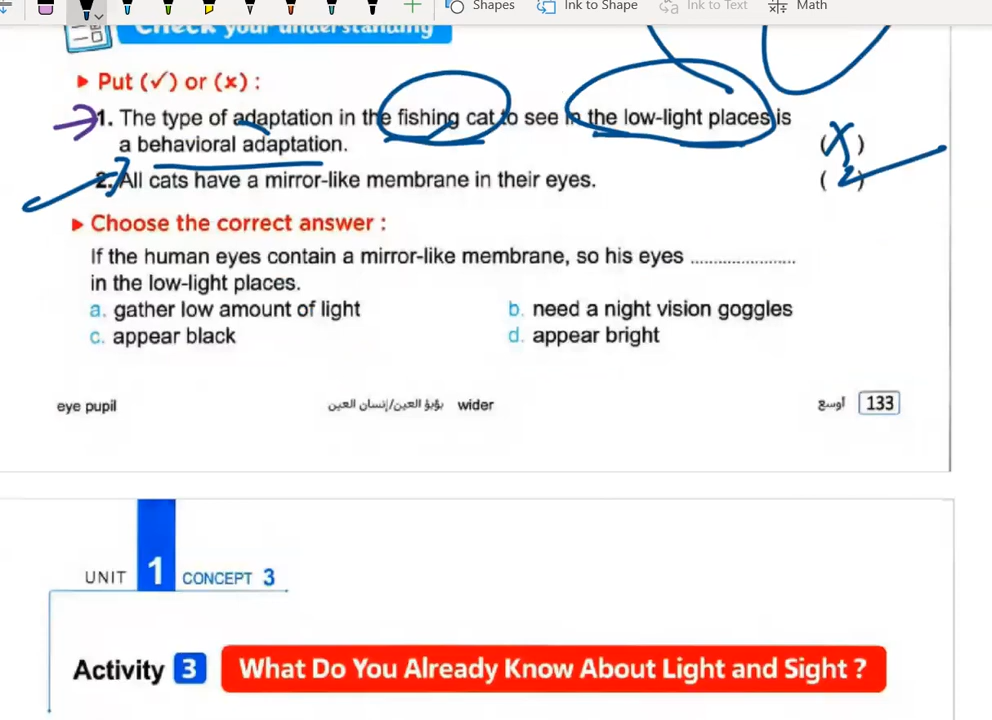 Shapes Ink to Shape Ink to Text Math
Check your understanding
Put (✓) or (x) :
1. The type of adaptation in the fishing cat to see in the low-light places is
a behavioral adaptation. (X)
2. All cats have a mirror-like membrane in their eyes. ( )
Choose the correct answer :
If the human eyes contain a mirror-like membrane, so his eyes ......................
in the low-light places.
a. gather low amount of light b. need a night vision goggles
c. appear black d. appear bright
eye pupil بؤبؤ العين/إنسان العين wider أوسع 133
UNIT 1 CONCEPT 3
Activity 3 What Do You Already Know About Light and Sight ?